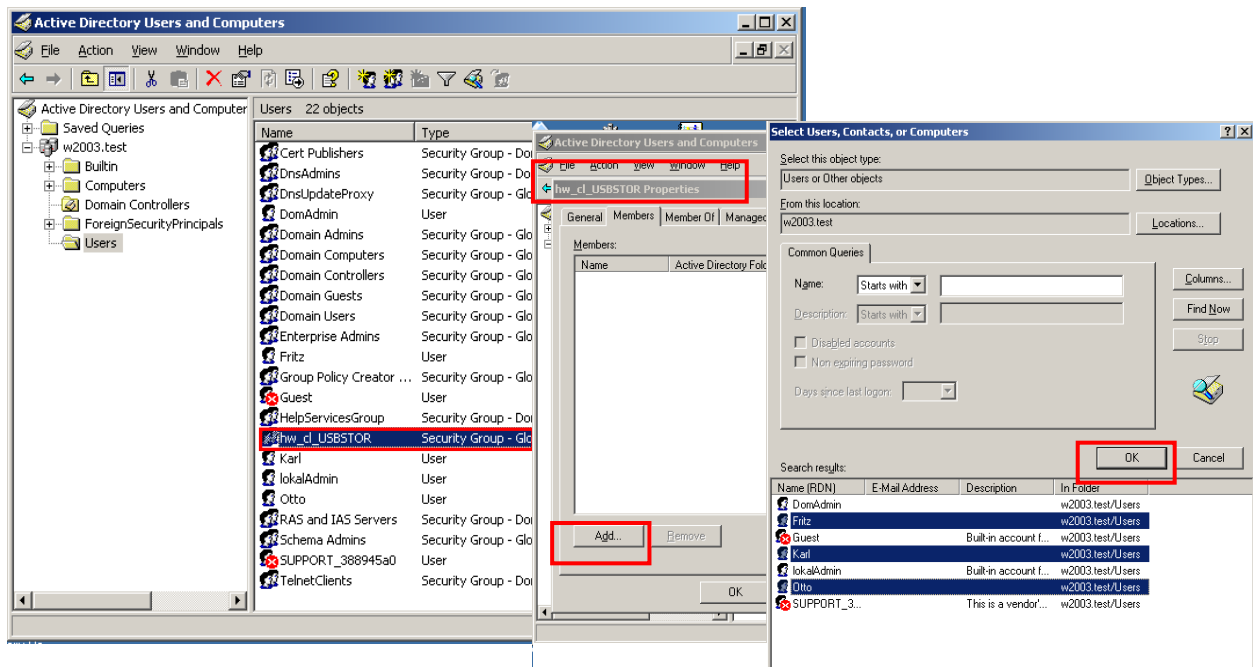 Active Directory Users and Computers
File Action View Window Help
Active Directory Users and Computer
Saved Queries
w2003.test
Builtin
Computers
Domain Controllers
ForeignSecurityPrincipals
Users
Users 22 objects
Name Type
Cert Publishers Security Group - Do
DnsAdmins Security Group - Do
DnsUpdateProxy Security Group - Glo
DomAdmin User
Domain Admins Security Group - Glo
Domain Computers Security Group - Glo
Domain Controllers Security Group - Glo
Domain Guests Security Group - Glo
Domain Users Security Group - Glo
Enterprise Admins Security Group - Glo
Fritz User
Group Policy Creator ... Security Group - Glo
Guest User
HelpServicesGroup Security Group - Do
hw_cl_USBSTOR Security Group - Glo
Karl User
lokalAdmin User
Otto User
RAS and IAS Servers Security Group - Do
Schema Admins Security Group - Glo
SUPPORT_388945a0 User
TelnetClients Security Group - Do
Active Directory Users and Computers
File Action View Window Help
hw_cl_USBSTOR Properties
General Members Member Of Managed
Members:
Name Active Directory Fold
Add... Remove
OK
Select Users, Contacts, or Computers
Select this object type:
Users or Other objects Object Types...
From this location:
w2003.test Locations...
Common Queries
Name: Starts with
Description: Starts with
Disabled accounts
Non expiring password
Days since last logon:
Columns...
Find Now
Stop
OK Cancel
Search results:
Name (RDN) E-Mail Address Description In Folder
DomAdmin w2003.test/Users
Fritz w2003.test/Users
Guest Built-in account f... w2003.test/Users
Karl w2003.test/Users
lokalAdmin Built-in account f... w2003.test/Users
Otto w2003.test/Users
SUPPORT_3... This is a vendor'... w2003.test/Users